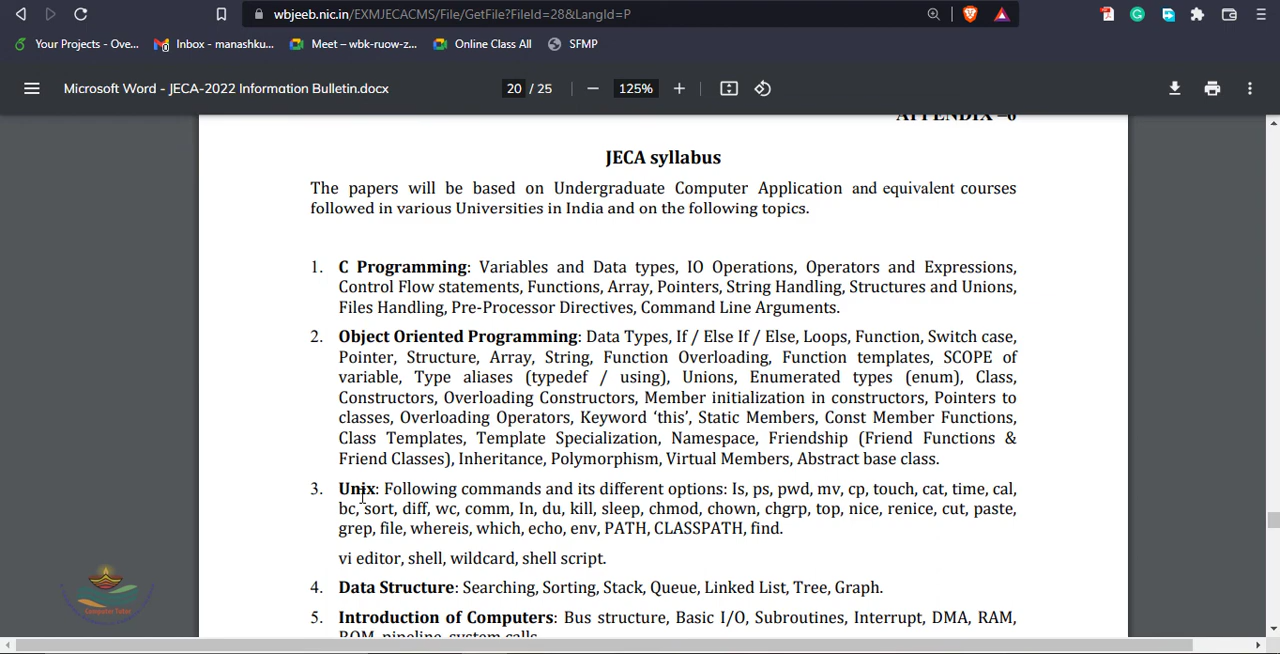 wbjeeb.nic.in/EXMJECACMS/File/GetFile?FileId=28&LangId=P
Your Projects - Ove...
Inbox - manashku...
Meet – wbk-ruow-z...
Online Class All
SFMP
Microsoft Word - JECA-2022 Information Bulletin.docx
20 / 25
125%
APPENDIX –6
JECA syllabus
The papers will be based on Undergraduate Computer Application and equivalent courses
followed in various Universities in India and on the following topics.
1. C Programming: Variables and Data types, IO Operations, Operators and Expressions,
Control Flow statements, Functions, Array, Pointers, String Handling, Structures and Unions,
Files Handling, Pre-Processor Directives, Command Line Arguments.
2. Object Oriented Programming: Data Types, If / Else If / Else, Loops, Function, Switch case,
Pointer, Structure, Array, String, Function Overloading, Function templates, SCOPE of
variable, Type aliases (typedef / using), Unions, Enumerated types (enum), Class,
Constructors, Overloading Constructors, Member initialization in constructors, Pointers to
classes, Overloading Operators, Keyword ‘this’, Static Members, Const Member Functions,
Class Templates, Template Specialization, Namespace, Friendship (Friend Functions &
Friend Classes), Inheritance, Polymorphism, Virtual Members, Abstract base class.
3. Unix: Following commands and its different options: Is, ps, pwd, mv, cp, touch, cat, time, cal,
bc, sort, diff, wc, comm, In, du, kill, sleep, chmod, chown, chgrp, top, nice, renice, cut, paste,
grep, file, whereis, which, echo, env, PATH, CLASSPATH, find.
vi editor, shell, wildcard, shell script.
4. Data Structure: Searching, Sorting, Stack, Queue, Linked List, Tree, Graph.
5. Introduction of Computers: Bus structure, Basic I/O, Subroutines, Interrupt, DMA, RAM,
ROM, pipeline, system calls.